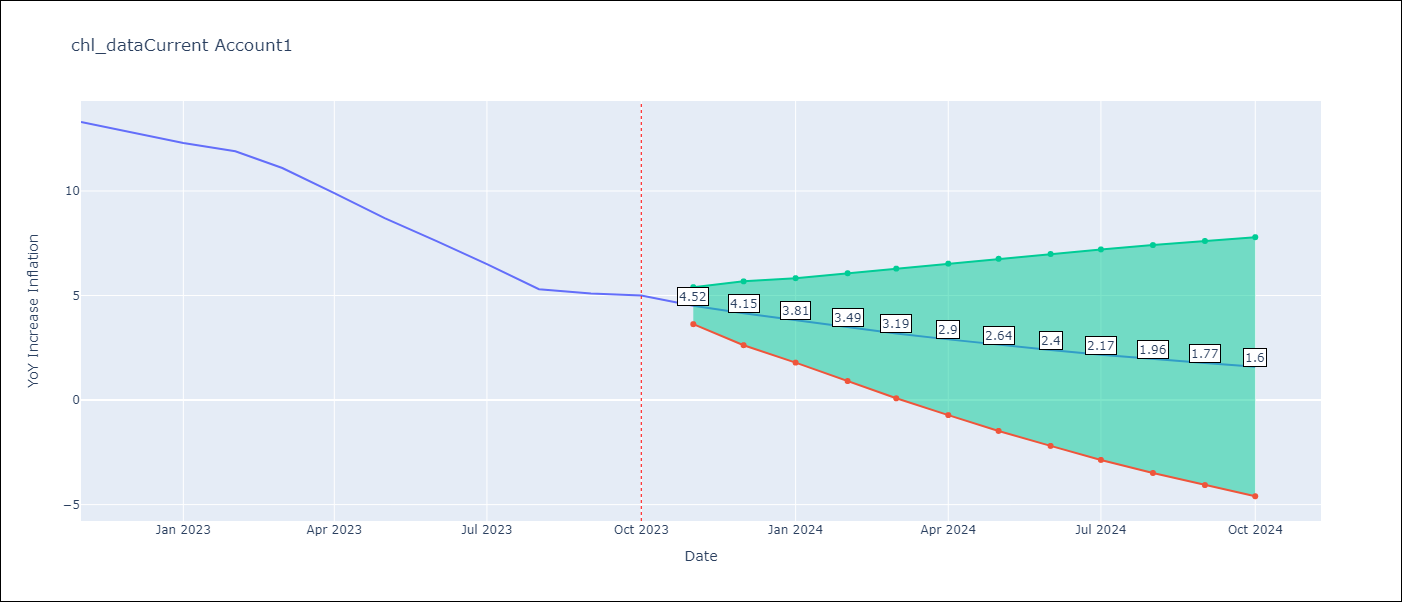 chl_dataCurrent Account1
YoY Increase Inflation
10
5
0
−5
4.52
4.15
3.81
3.49
3.19
2.9
2.64
2.4
2.17
1.96
1.77
1.6
Jan 2023
Apr 2023
Jul 2023
Oct 2023
Jan 2024
Apr 2024
Jul 2024
Oct 2024
Date